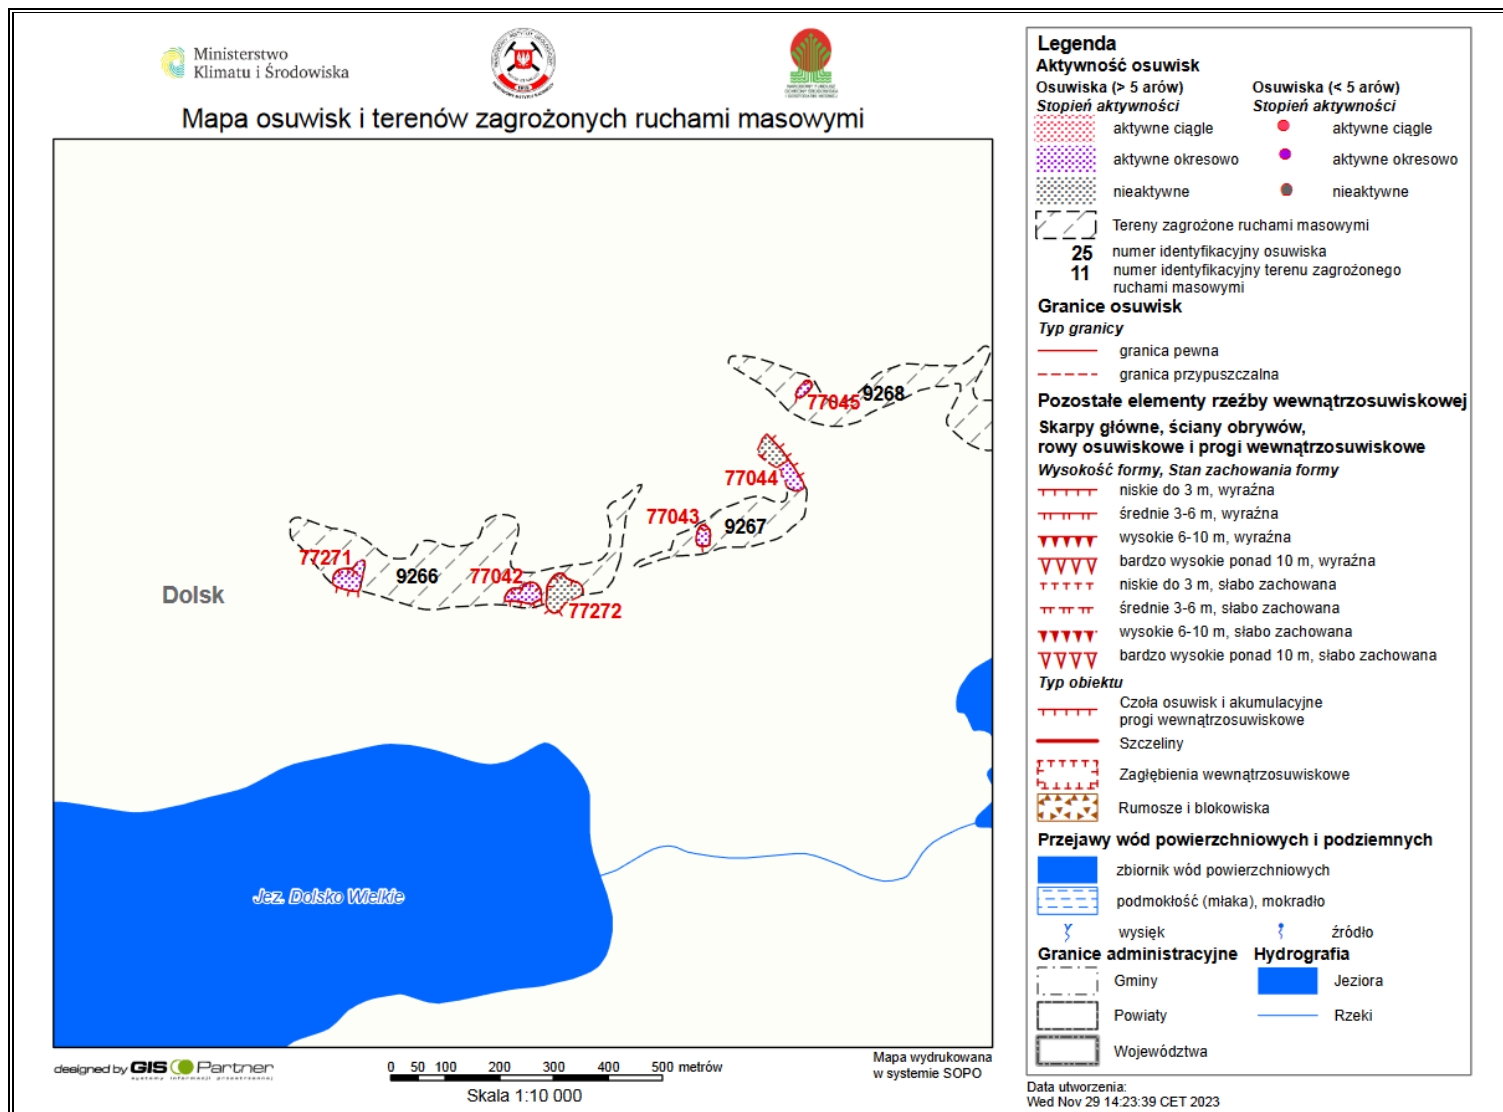 Ministerstwo
Klimatu i Środowiska
Mapa osuwisk i terenów zagrożonych ruchami masowymi
9268
77045
77044
77043
9267
77271
9266
77042
77272
Dolsk
Jez. Dolsko Wielkie
designed by GIS Partner
systemy informacji przestrzennej
0 50 100 200 300 400 500 metrów
Skala 1:10 000
Mapa wydrukowana
w systemie SOPO
Legenda
Aktywność osuwisk
Osuwiska (> 5 arów) Osuwiska (< 5 arów)
Stopień aktywności Stopień aktywności
aktywne ciągle aktywne ciągle
aktywne okresowo aktywne okresowo
nieaktywne nieaktywne
Tereny zagrożone ruchami masowymi
25 numer identyfikacyjny osuwiska
11 numer identyfikacyjny terenu zagrożonego
ruchami masowymi
Granice osuwisk
Typ granicy
granica pewna
granica przypuszczalna
Pozostałe elementy rzeźby wewnątrzosuwiskowej
Skarpy główne, ściany obrywów,
rowy osuwiskowe i progi wewnątrzosuwiskowe
Wysokość formy, Stan zachowania formy
niskie do 3 m, wyraźna
średnie 3-6 m, wyraźna
wysokie 6-10 m, wyraźna
bardzo wysokie ponad 10 m, wyraźna
niskie do 3 m, słabo zachowana
średnie 3-6 m, słabo zachowana
wysokie 6-10 m, słabo zachowana
bardzo wysokie ponad 10 m, słabo zachowana
Typ obiektu
Czoła osuwisk i akumulacyjne
progi wewnątrzosuwiskowe
Szczeliny
Zagłębienia wewnątrzosuwiskowe
Rumosze i blokowiska
Przejawy wód powierzchniowych i podziemnych
zbiornik wód powierzchniowych
podmokłość (młaka), mokradło
wysięk źródło
Granice administracyjne Hydrografia
Gminy Jeziora
Powiaty Rzeki
Województwa
Data utworzenia:
Wed Nov 29 14:23:39 CET 2023